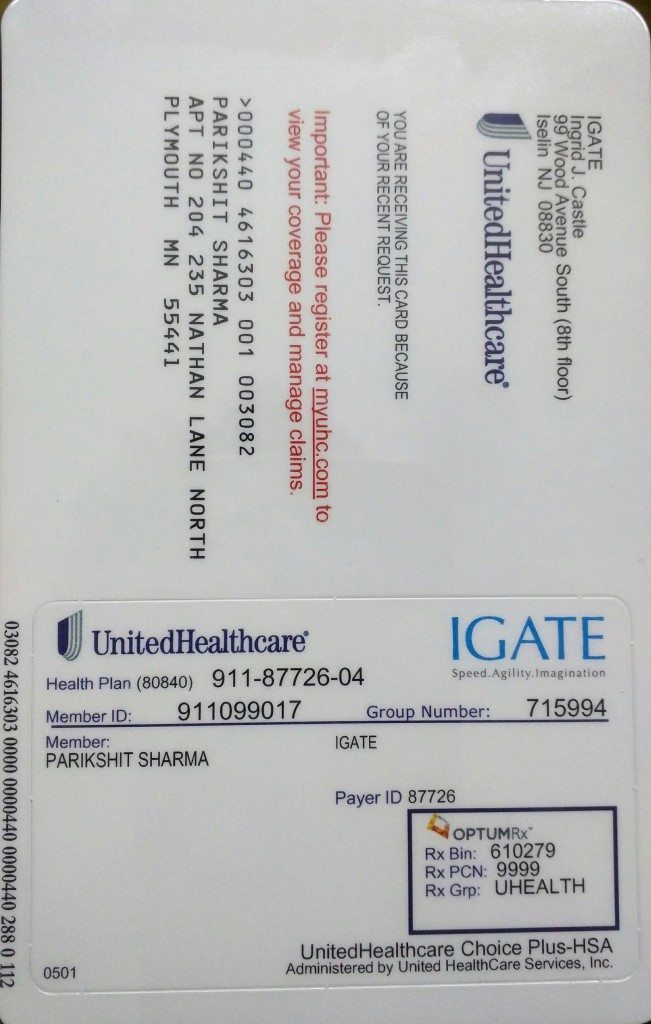 IGATE
Ingrid J. Castle
99 Wood Avenue South (8th floor)
Iselin NJ 08830
UnitedHealthcare®
YOU ARE RECEIVING THIS CARD BECAUSE
OF YOUR RECENT REQUEST.
Important: Please register at myuhc.com to
view your coverage and manage claims.
>000440 4616303 001 003082
PARIKSHIT SHARMA
APT NO 204 235 NATHAN LANE NORTH
PLYMOUTH MN 55441
03082 4616303 0000 0000440 0000440 288 0 112
UnitedHealthcare®
IGATE
Speed.Agility.Imagination
Health Plan (80840) 911-87726-04
Member ID: 911099017 Group Number: 715994
Member: IGATE
PARIKSHIT SHARMA
Payer ID 87726
OPTUMRx™
Rx Bin: 610279
Rx PCN: 9999
Rx Grp: UHEALTH
UnitedHealthcare Choice Plus-HSA
0501 Administered by United HealthCare Services, Inc.